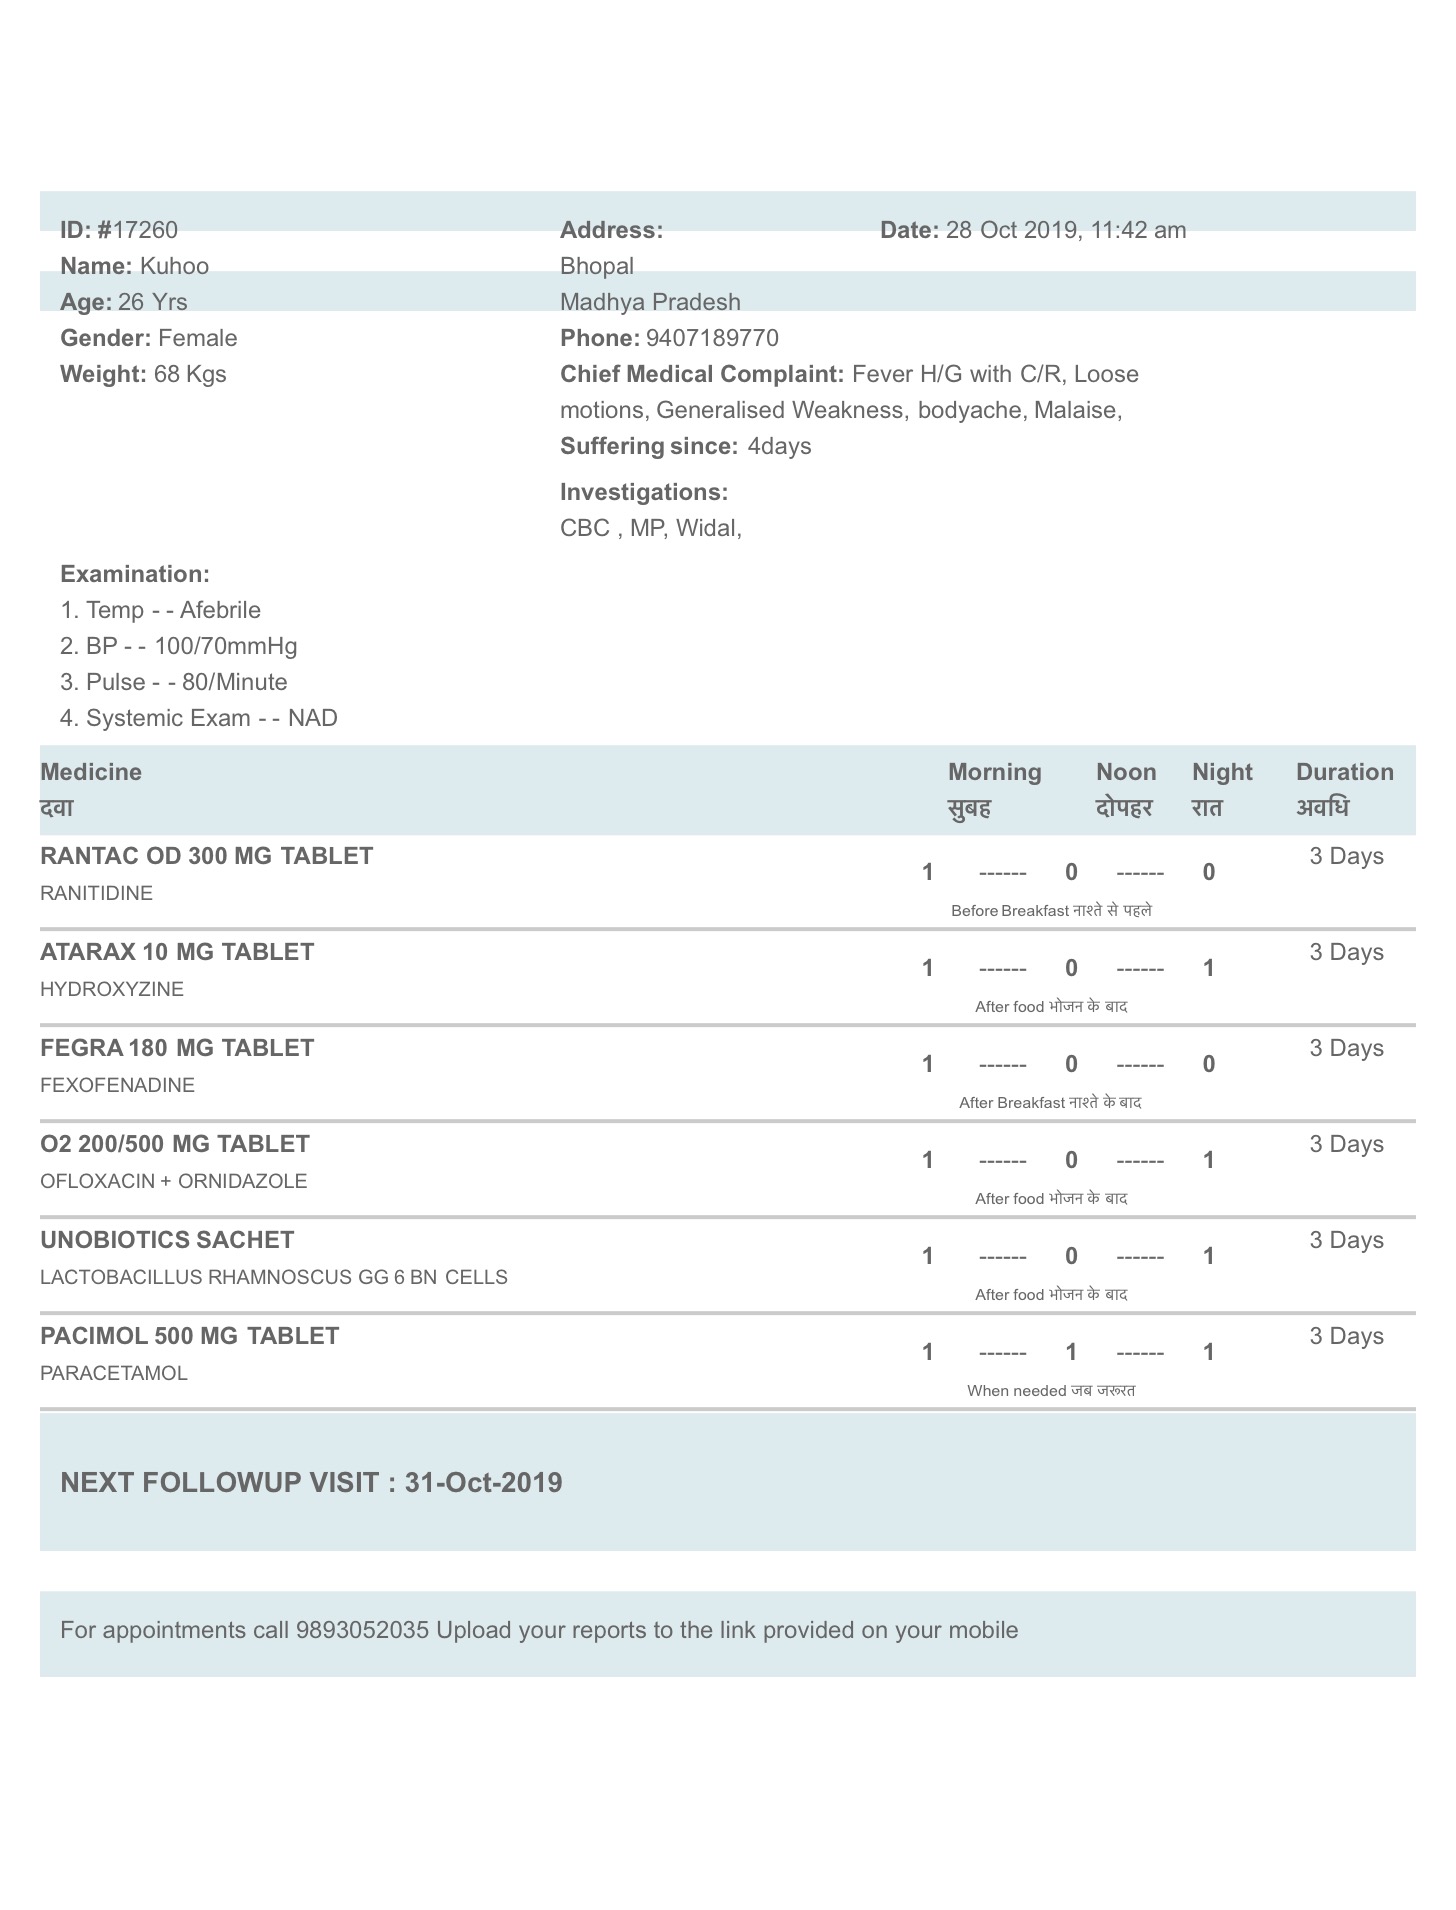 ID: #17260
Name: Kuhoo
Age: 26 Yrs
Gender: Female
Weight: 68 Kgs
Address:
Bhopal
Madhya Pradesh
Phone: 9407189770
Chief Medical Complaint: Fever H/G with C/R, Loose
motions, Generalised Weakness, bodyache, Malaise,
Suffering since: 4days
Investigations:
CBC , MP, Widal,
Date: 28 Oct 2019, 11:42 am
Examination:
1. Temp - - Afebrile
2. BP - - 100/70mmHg
3. Pulse - - 80/Minute
4. Systemic Exam - - NAD
Medicine Morning Noon Night Duration
दवा सुबह दोपहर रात अवधि
RANTAC OD 300 MG TABLET 3 Days
1 ------ 0 ------ 0
RANITIDINE
Before Breakfast नाश्ते से पहले
ATARAX 10 MG TABLET 3 Days
1 ------ 0 ------ 1
HYDROXYZINE
After food भोजन के बाद
FEGRA 180 MG TABLET 3 Days
1 ------ 0 ------ 0
FEXOFENADINE
After Breakfast नाश्ते के बाद
O2 200/500 MG TABLET 3 Days
1 ------ 0 ------ 1
OFLOXACIN + ORNIDAZOLE
After food भोजन के बाद
UNOBIOTICS SACHET 3 Days
1 ------ 0 ------ 1
LACTOBACILLUS RHAMNOSCUS GG 6 BN CELLS
After food भोजन के बाद
PACIMOL 500 MG TABLET 3 Days
1 ------ 1 ------ 1
PARACETAMOL
When needed जब जरूरत
NEXT FOLLOWUP VISIT : 31-Oct-2019
For appointments call 9893052035 Upload your reports to the link provided on your mobile